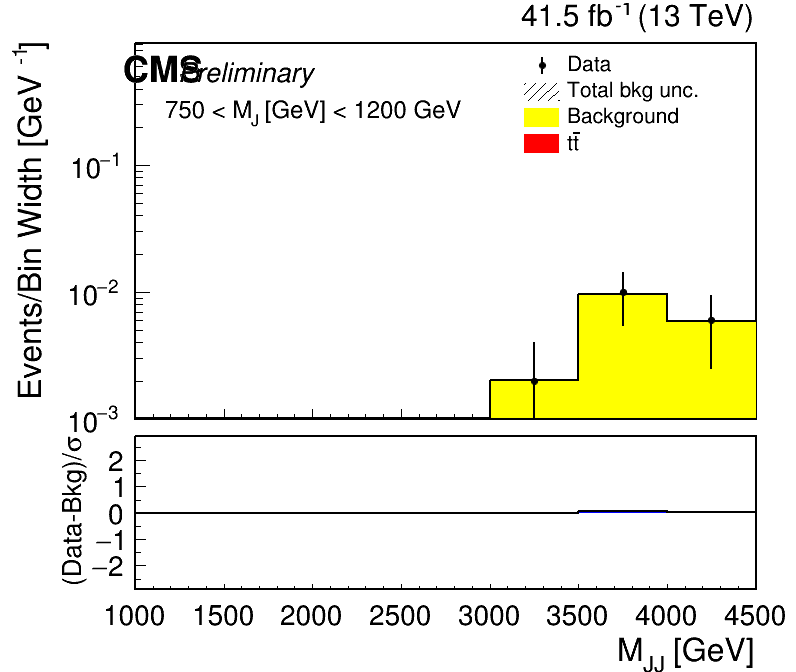 41.5 fb⁻¹ (13 TeV)
CMS Preliminary
750 < M_J [GeV] < 1200 GeV
Data
Total bkg unc.
Background
tt̄
Events/Bin Width [GeV⁻¹]
10⁻¹
10⁻²
10⁻³
(Data-Bkg)/σ
2
1
0
−1
−2
1000 1500 2000 2500 3000 3500 4000 4500
M_JJ [GeV]